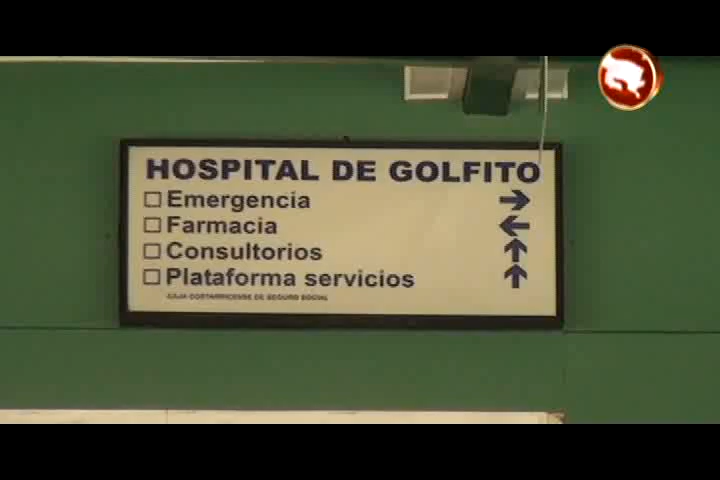 HOSPITAL DE GOLFITO
☐ Emergencia →
☐ Farmacia ←
☐ Consultorios ↑
☐ Plataforma servicios ↑
CAJA COSTARRICENSE DE SEGURO SOCIAL